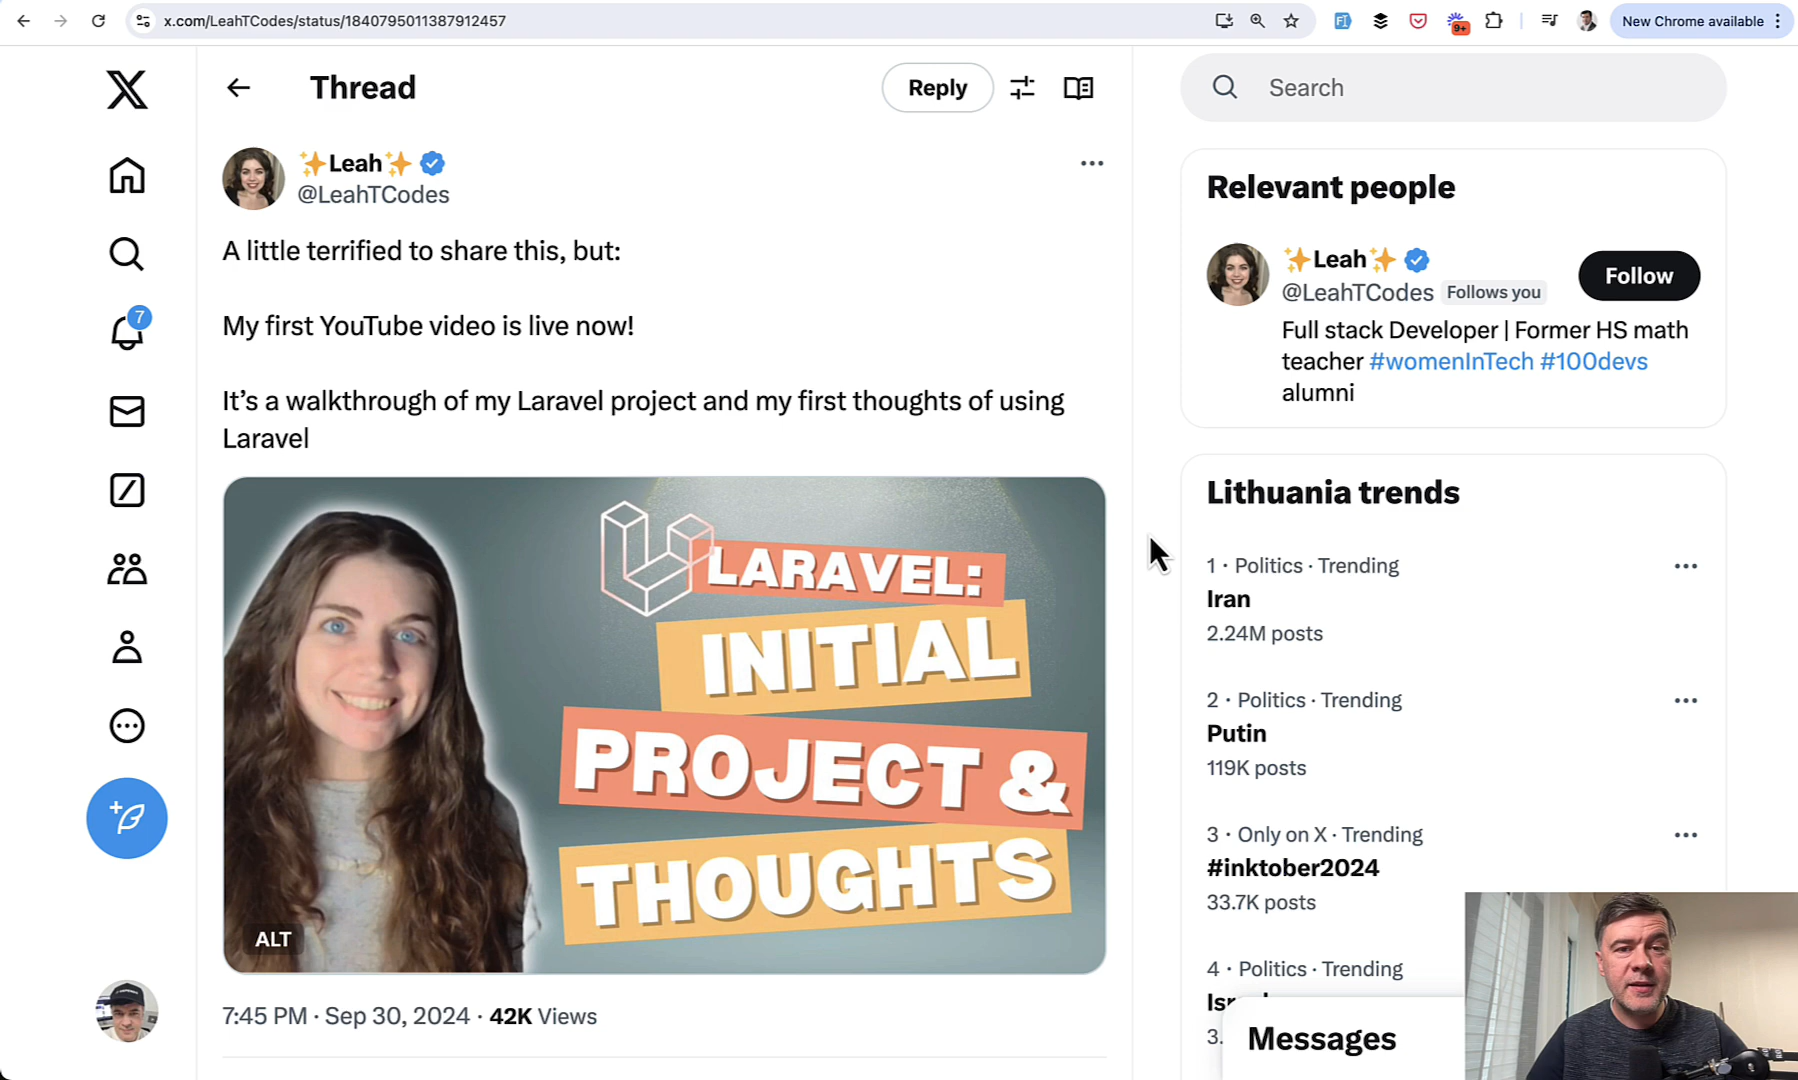 x.com/LeahTCodes/status/1840795011387912457
9+
New Chrome available
Thread
Reply
✨Leah✨
@LeahTCodes
A little terrified to share this, but:
My first YouTube video is live now!
It’s a walkthrough of my Laravel project and my first thoughts of using
Laravel
LARAVEL:
INITIAL
PROJECT &
THOUGHTS
ALT
7:45 PM · Sep 30, 2024 · 42K Views
7
Search
Relevant people
✨Leah✨
@LeahTCodes Follows you
Follow
Full stack Developer | Former HS math
teacher #womenInTech #100devs
alumni
Lithuania trends
1 · Politics · Trending
Iran
2.24M posts
2 · Politics · Trending
Putin
119K posts
3 · Only on X · Trending
#inktober2024
33.7K posts
4 · Politics · Trending
3.
Messages